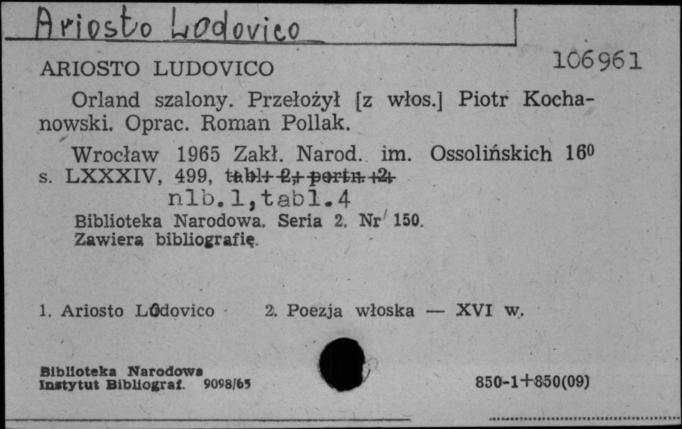 Ariosto Lodovico
106961
ARIOSTO LUDOVICO
Orland szalony. Przełożył [z włos.] Piotr Kocha-
nowski. Oprac. Roman Pollak.
Wrocław 1965 Zakł. Narod. im. Ossolińskich 16⁰
s. LXXXIV, 499, tabl. 2, portr. 2,
nlb.1,tabl.4
Biblioteka Narodowa. Seria 2. Nr 150.
Zawiera bibliografię.
1. Ariosto Lodovico 2. Poezja włoska — XVI w.
Biblioteka Narodowa
Instytut Bibliograf. 9098/65
850-1+850(09)